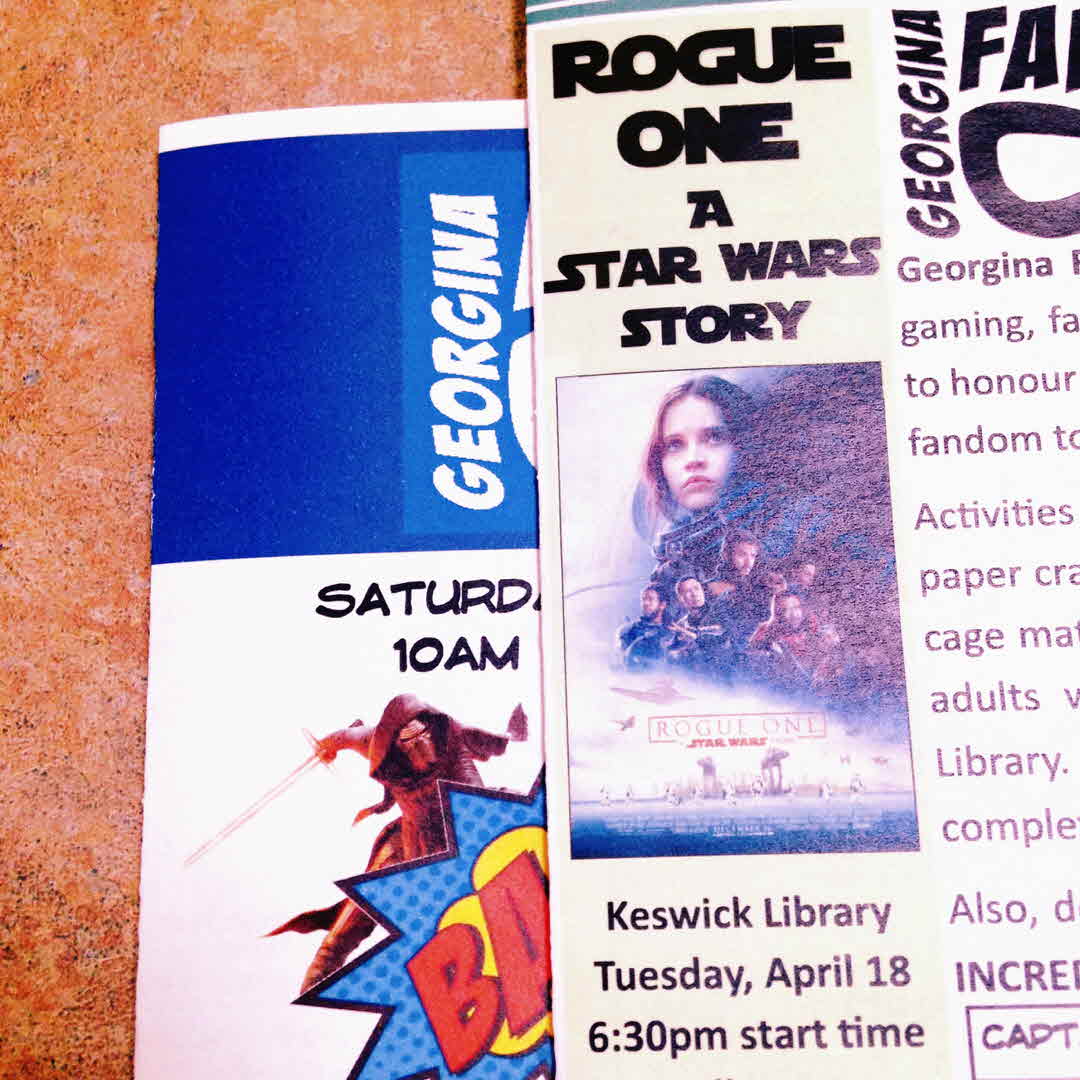 GEORGINA
SATURDA
10AM
BA
ROGUE
ONE
A
STAR WARS
STORY
ROGUE ONE
STAR WARS
Keswick Library
Tuesday, April 18
6:30pm start time
GEORGINA
FA
Georgina F
gaming, fa
to honour
fandom to
Activities
paper cra
cage mat
adults v
Library.
comple
Also, d
INCRE
CAPT